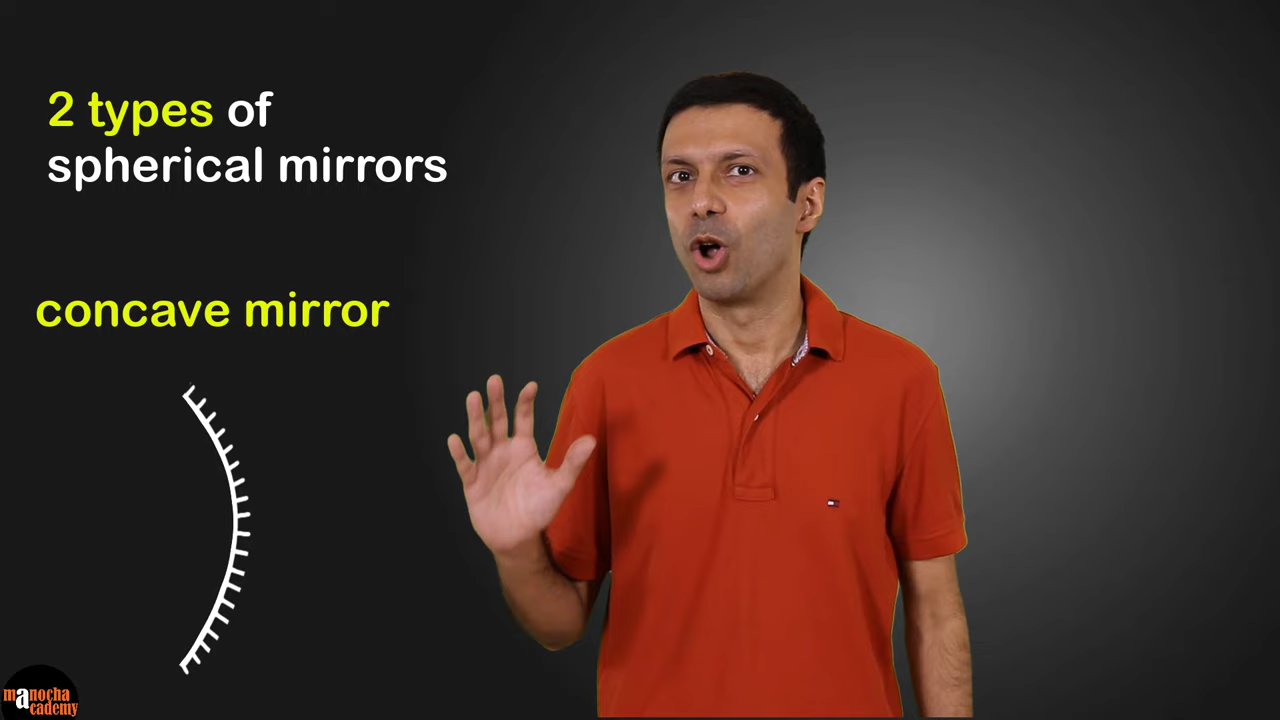 2 types of
spherical mirrors
concave mirror
manocha
academy